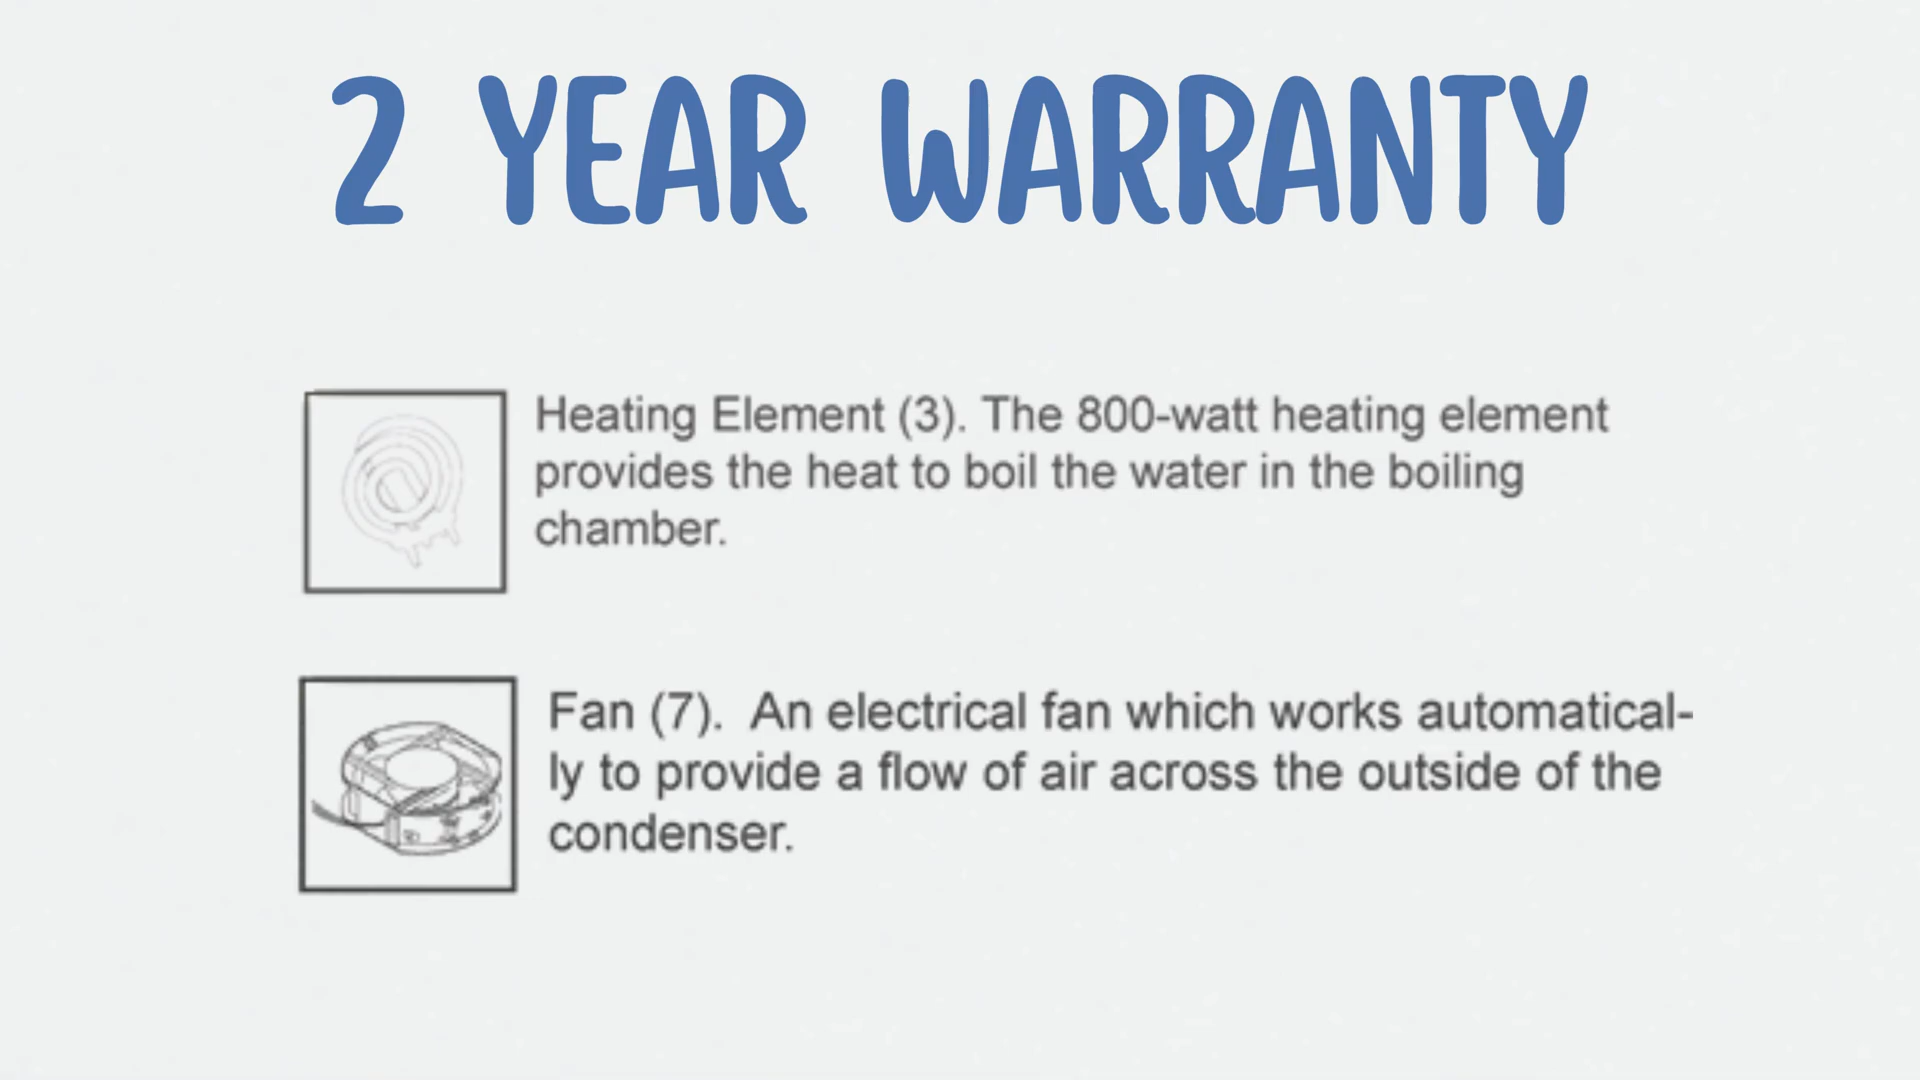 2 YEAR WARRANTY
Heating Element (3). The 800-watt heating element
provides the heat to boil the water in the boiling
chamber.
Fan (7).  An electrical fan which works automatical-
ly to provide a flow of air across the outside of the
condenser.